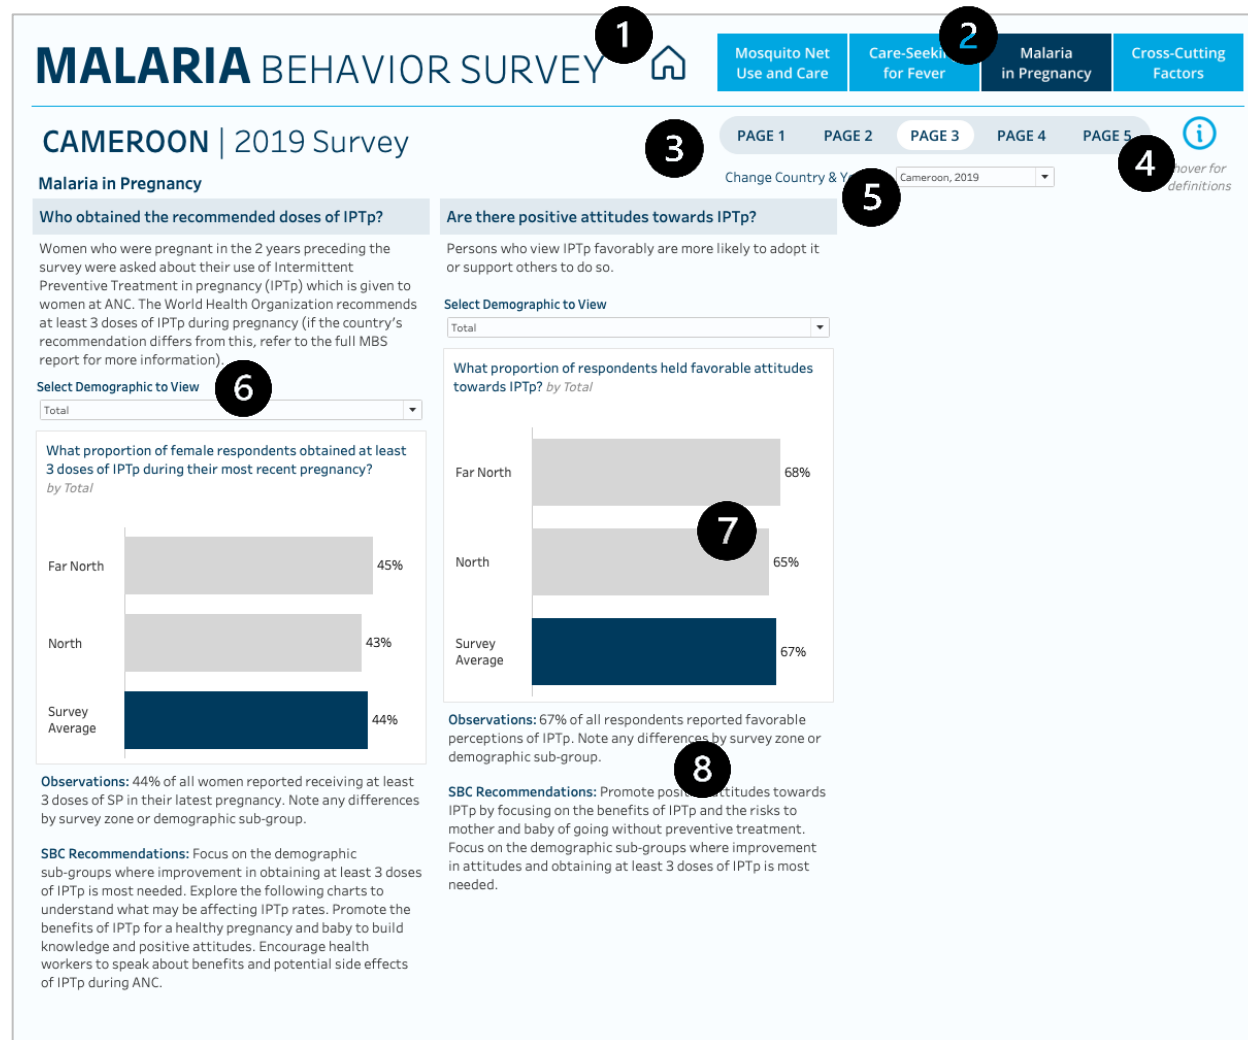 1
MALARIA BEHAVIOR SURVEY
Mosquito Net
Use and Care
2
for Fever
Malaria
in Pregnancy
Cross-Cutting
Factors
CAMEROON | 2019 Survey
3
PAGE 1 PAGE 2 PAGE 3 PAGE 4 PAGE 5
i
4
hover for
definitions
Change Country &
5
Cameroon, 2019
Malaria in Pregnancy
Who obtained the recommended doses of IPTp?
Women who were pregnant in the 2 years preceding the
survey were asked about their use of Intermittent
Preventive Treatment in pregnancy (IPTp) which is given to
women at ANC. The World Health Organization recommends
at least 3 doses of IPTp during pregnancy (if the country's
recommendation differs from this, refer to the full MBS
report for more information).
Select Demographic to View
6
Total
What proportion of female respondents obtained at least
3 doses of IPTp during their most recent pregnancy?
by Total
Far North 45%
North 43%
Survey
Average
44%
Observations: 44% of all women reported receiving at least
3 doses of SP in their latest pregnancy. Note any differences
by survey zone or demographic sub-group.
SBC Recommendations: Focus on the demographic
sub-groups where improvement in obtaining at least 3 doses
of IPTp is most needed. Explore the following charts to
understand what may be affecting IPTp rates. Promote the
benefits of IPTp for a healthy pregnancy and baby to build
knowledge and positive attitudes. Encourage health
workers to speak about benefits and potential side effects
of IPTp during ANC.
Are there positive attitudes towards IPTp?
Persons who view IPTp favorably are more likely to adopt it
or support others to do so.
Select Demographic to View
Total
What proportion of respondents held favorable attitudes
towards IPTp? by Total
Far North 68%
7
North 65%
Survey
Average
67%
Observations: 67% of all respondents reported favorable
perceptions of IPTp. Note any differences by survey zone or
demographic sub-group.
8
SBC Recommendations: Promote positive attitudes towards
IPTp by focusing on the benefits of IPTp and the risks to
mother and baby of going without preventive treatment.
Focus on the demographic sub-groups where improvement
in attitudes and obtaining at least 3 doses of IPTp is most
needed.